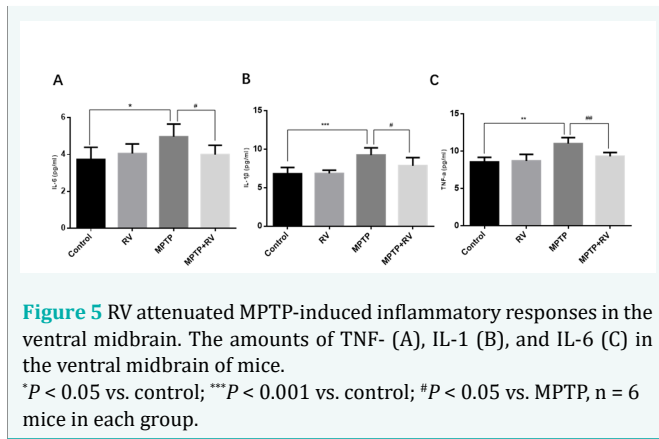 A
B
C
*
#
***
#
**
##
6
4
2
0
IL-6 (pg/ml)
Control
RV
MPTP
MPTP+RV
15
10
5
0
IL-1β (pg/ml)
Control
RV
MPTP
MPTP+RV
15
10
5
0
TNF-a (pg/ml)
Control
RV
MPTP
MPTP+RV
Figure 5 RV attenuated MPTP-induced inflammatory responses in the
ventral midbrain. The amounts of TNF- (A), IL-1 (B), and IL-6 (C) in
the ventral midbrain of mice.
*P < 0.05 vs. control; ***P < 0.001 vs. control; #P < 0.05 vs. MPTP, n = 6
mice in each group.